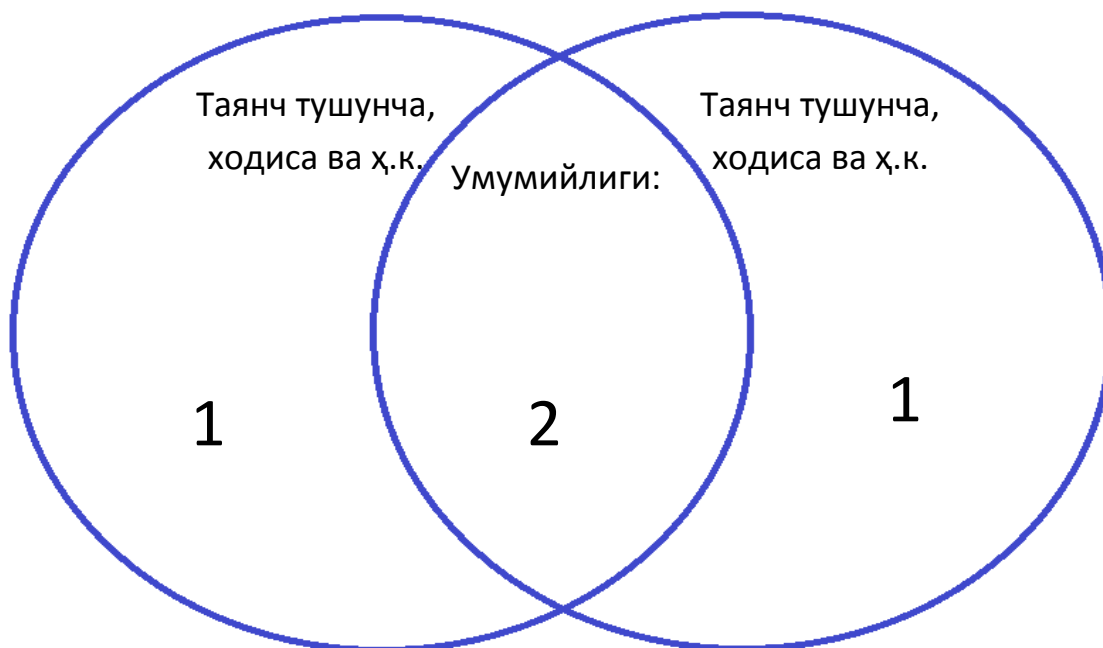 Таянч тушунча,
ходиса ва ҳ.к.
Умумийлиги:
Таянч тушунча,
ходиса ва ҳ.к.
1
2
1